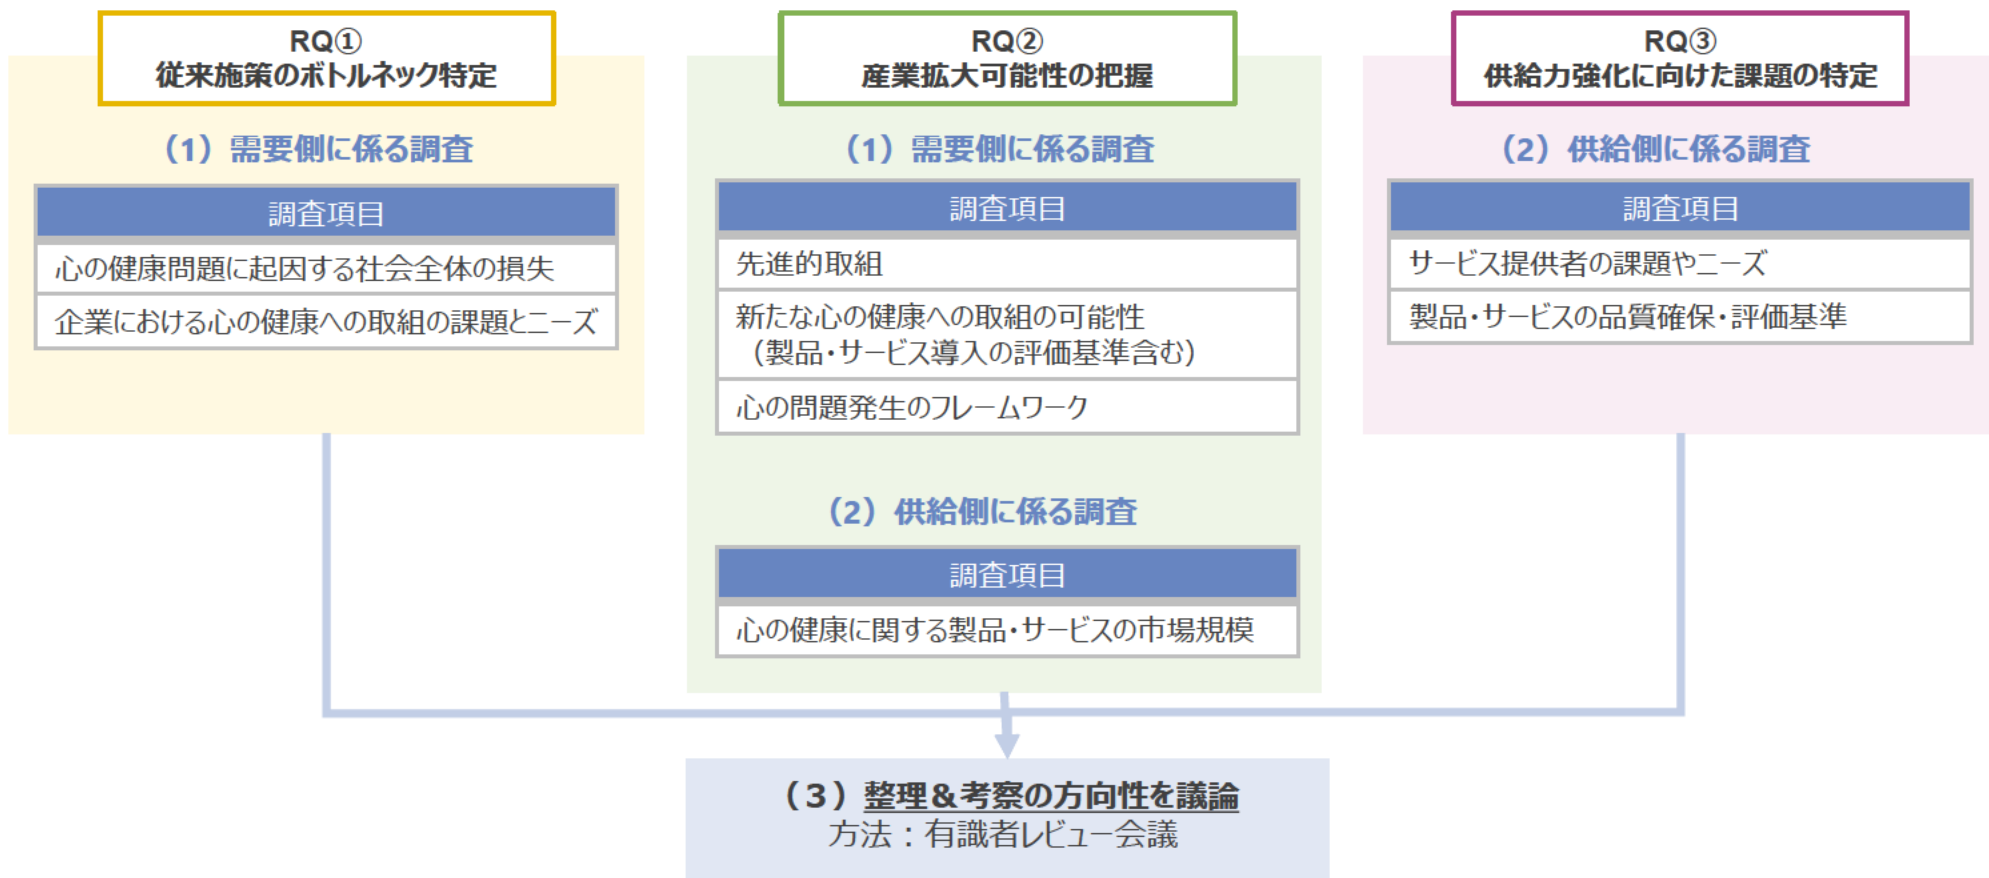 RQ①
従来施策のボトルネック特定
(1)需要側に係る調査
調査項目
心の健康問題に起因する社会全体の損失
企業における心の健康への取組の課題とニーズ
RQ②
産業拡大可能性の把握
(1)需要側に係る調査
調査項目
先進的取組
新たな心の健康への取組の可能性
(製品・サービス導入の評価基準含む)
心の問題発生のフレームワーク
(2)供給側に係る調査
調査項目
心の健康に関する製品・サービスの市場規模
RQ③
供給力強化に向けた課題の特定
(2)供給側に係る調査
調査項目
サービス提供者の課題やニーズ
製品・サービスの品質確保・評価基準
(3)整理&考察の方向性を議論
方法:有識者レビュー会議